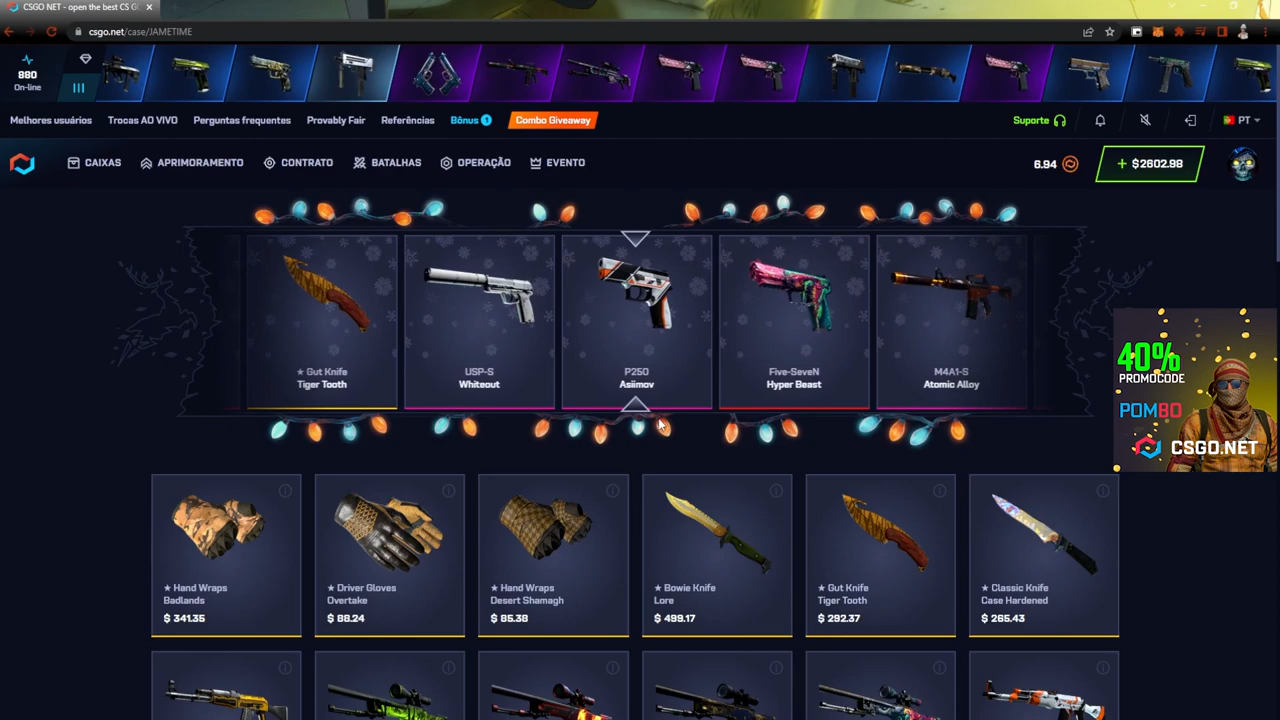 CSGO NET - open the best CS G
csgo.net/case/JAMETIME
880
On-line
Melhores usuários
Trocas AO VIVO
Perguntas frequentes
Provably Fair
Referências
Bônus 1
Combo Giveaway
Suporte
PT
CAIXAS
APRIMORAMENTO
CONTRATO
BATALHAS
OPERAÇÃO
EVENTO
6.94
+ $2602.98
★ Gut Knife
Tiger Tooth
USP-S
Whiteout
P250
Asiimov
Five-SeveN
Hyper Beast
M4A1-S
Atomic Alloy
40%
PROMOCODE
POMBO
CSGO.NET
★ Hand Wraps
Badlands
$ 341.35
★ Driver Gloves
Overtake
$ 88.24
★ Hand Wraps
Desert Shamagh
$ 85.38
★ Bowie Knife
Lore
$ 499.17
★ Gut Knife
Tiger Tooth
$ 292.37
★ Classic Knife
Case Hardened
$ 265.43